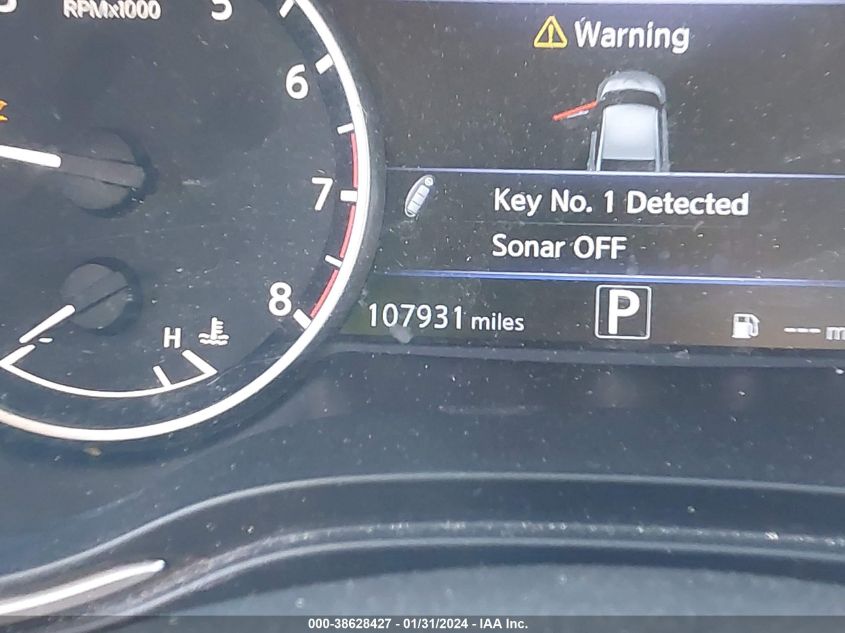 RPMx1000
5
6
7
8
H
Warning
Key No. 1 Detected
Sonar OFF
107931 miles
P
--- m
000-38628427 - 01/31/2024 - IAA Inc.